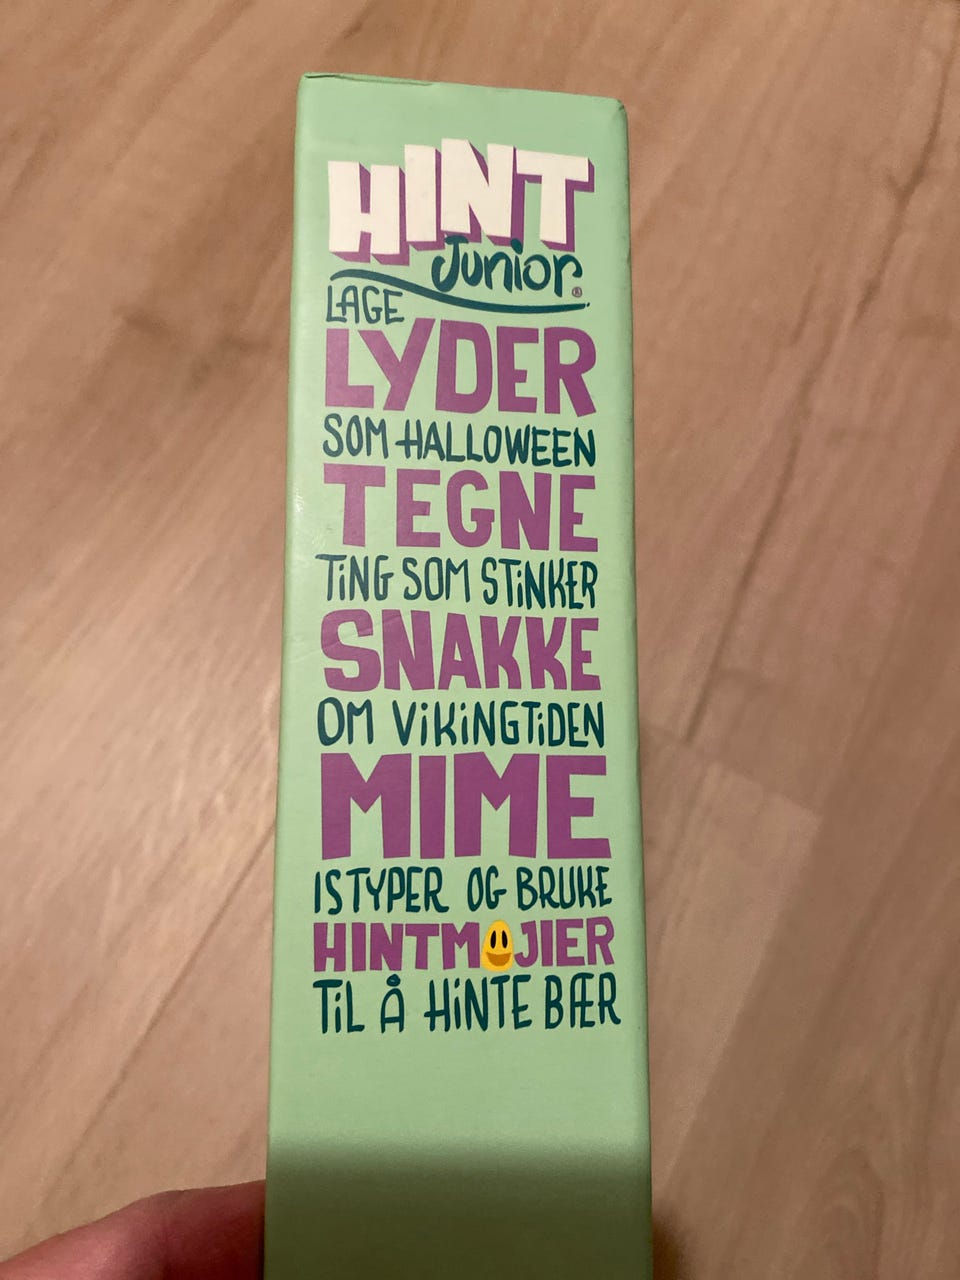 HINT
Junior®
LAGE
LYDER
SOM HALLOWEEN
TEGNE
TING SOM STINKER
SNAKKE
OM VIKINGTIDEN
MIME
ISTYPER OG BRUKE
HINTMOJIER
TIL Å HINTE BÆR